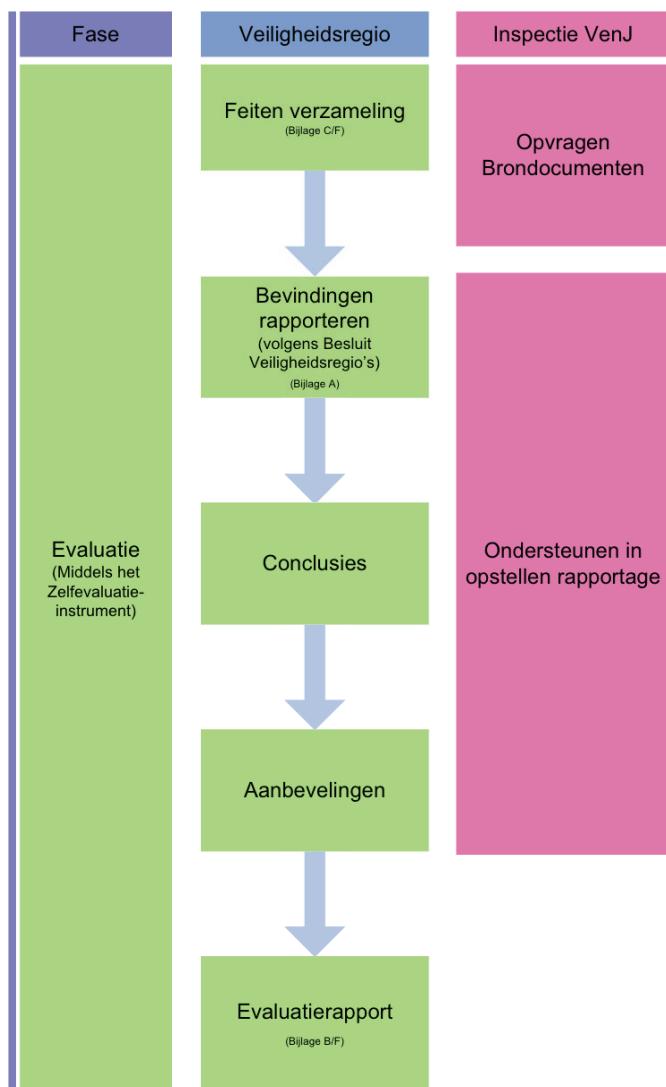 Fase
Veiligheidsregio
Inspectie VenJ
Feiten verzameling
(Bijlage C/F)
Opvragen
Brondocumenten
Bevindingen
rapporteren
(volgens Besluit
Veiligheidsregio's)
(Bijlage A)
Evaluatie
(Middels het
Zelfevaluatie-
instrument)
Conclusies
Ondersteunen in
opstellen rapportage
Aanbevelingen
Evaluatierapport
(Bijlage B/F)